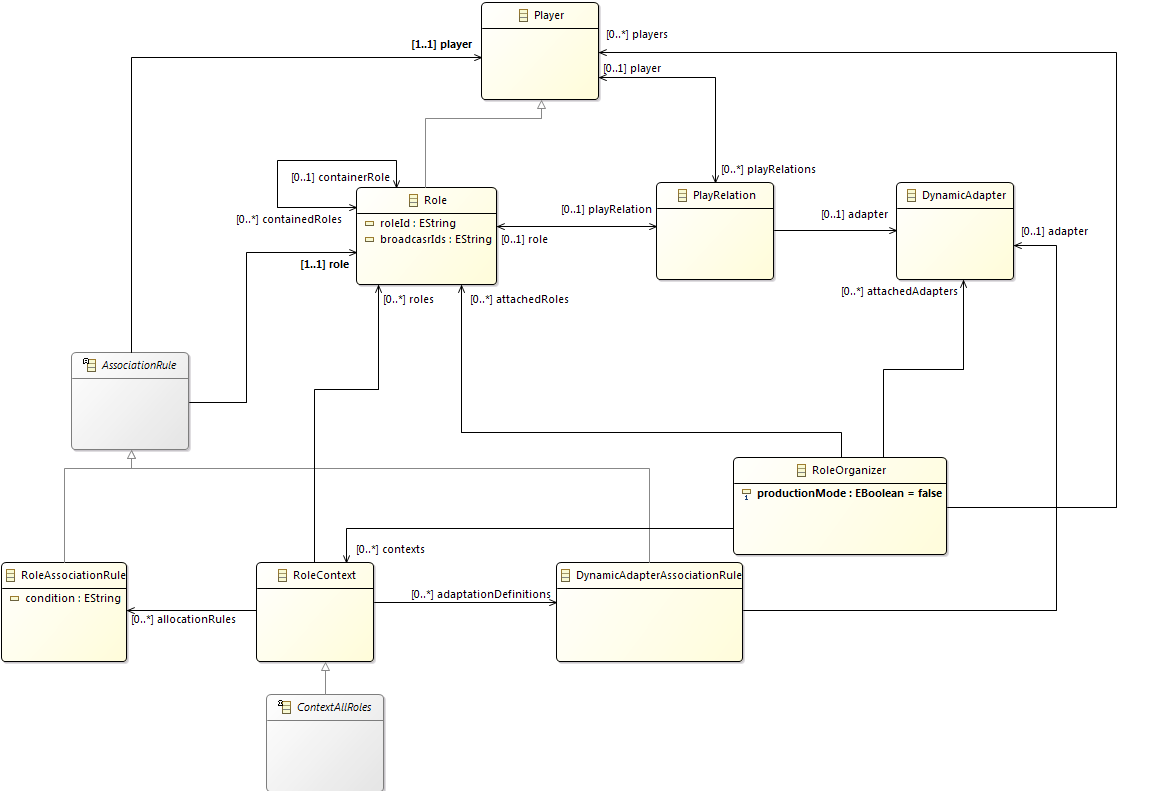 Player
[0..*] players
[1..1] player
[0..1] player
[0..1] containerRole
[0..*] playRelations
Role
PlayRelation
DynamicAdapter
[0..*] containedRoles
roleId : EString
broadcasrIds : EString
[0..1] playRelation
[0..1] role
[0..1] adapter
[0..1] adapter
[1..1] role
[0..*] roles
[0..*] attachedRoles
[0..*] attachedAdapters
AssociationRule
RoleOrganizer
productionMode : EBoolean = false
[0..*] contexts
RoleAssociationRule
condition : EString
RoleContext
DynamicAdapterAssociationRule
[0..*] adaptationDefinitions
[0..*] allocationRules
ContextAllRoles